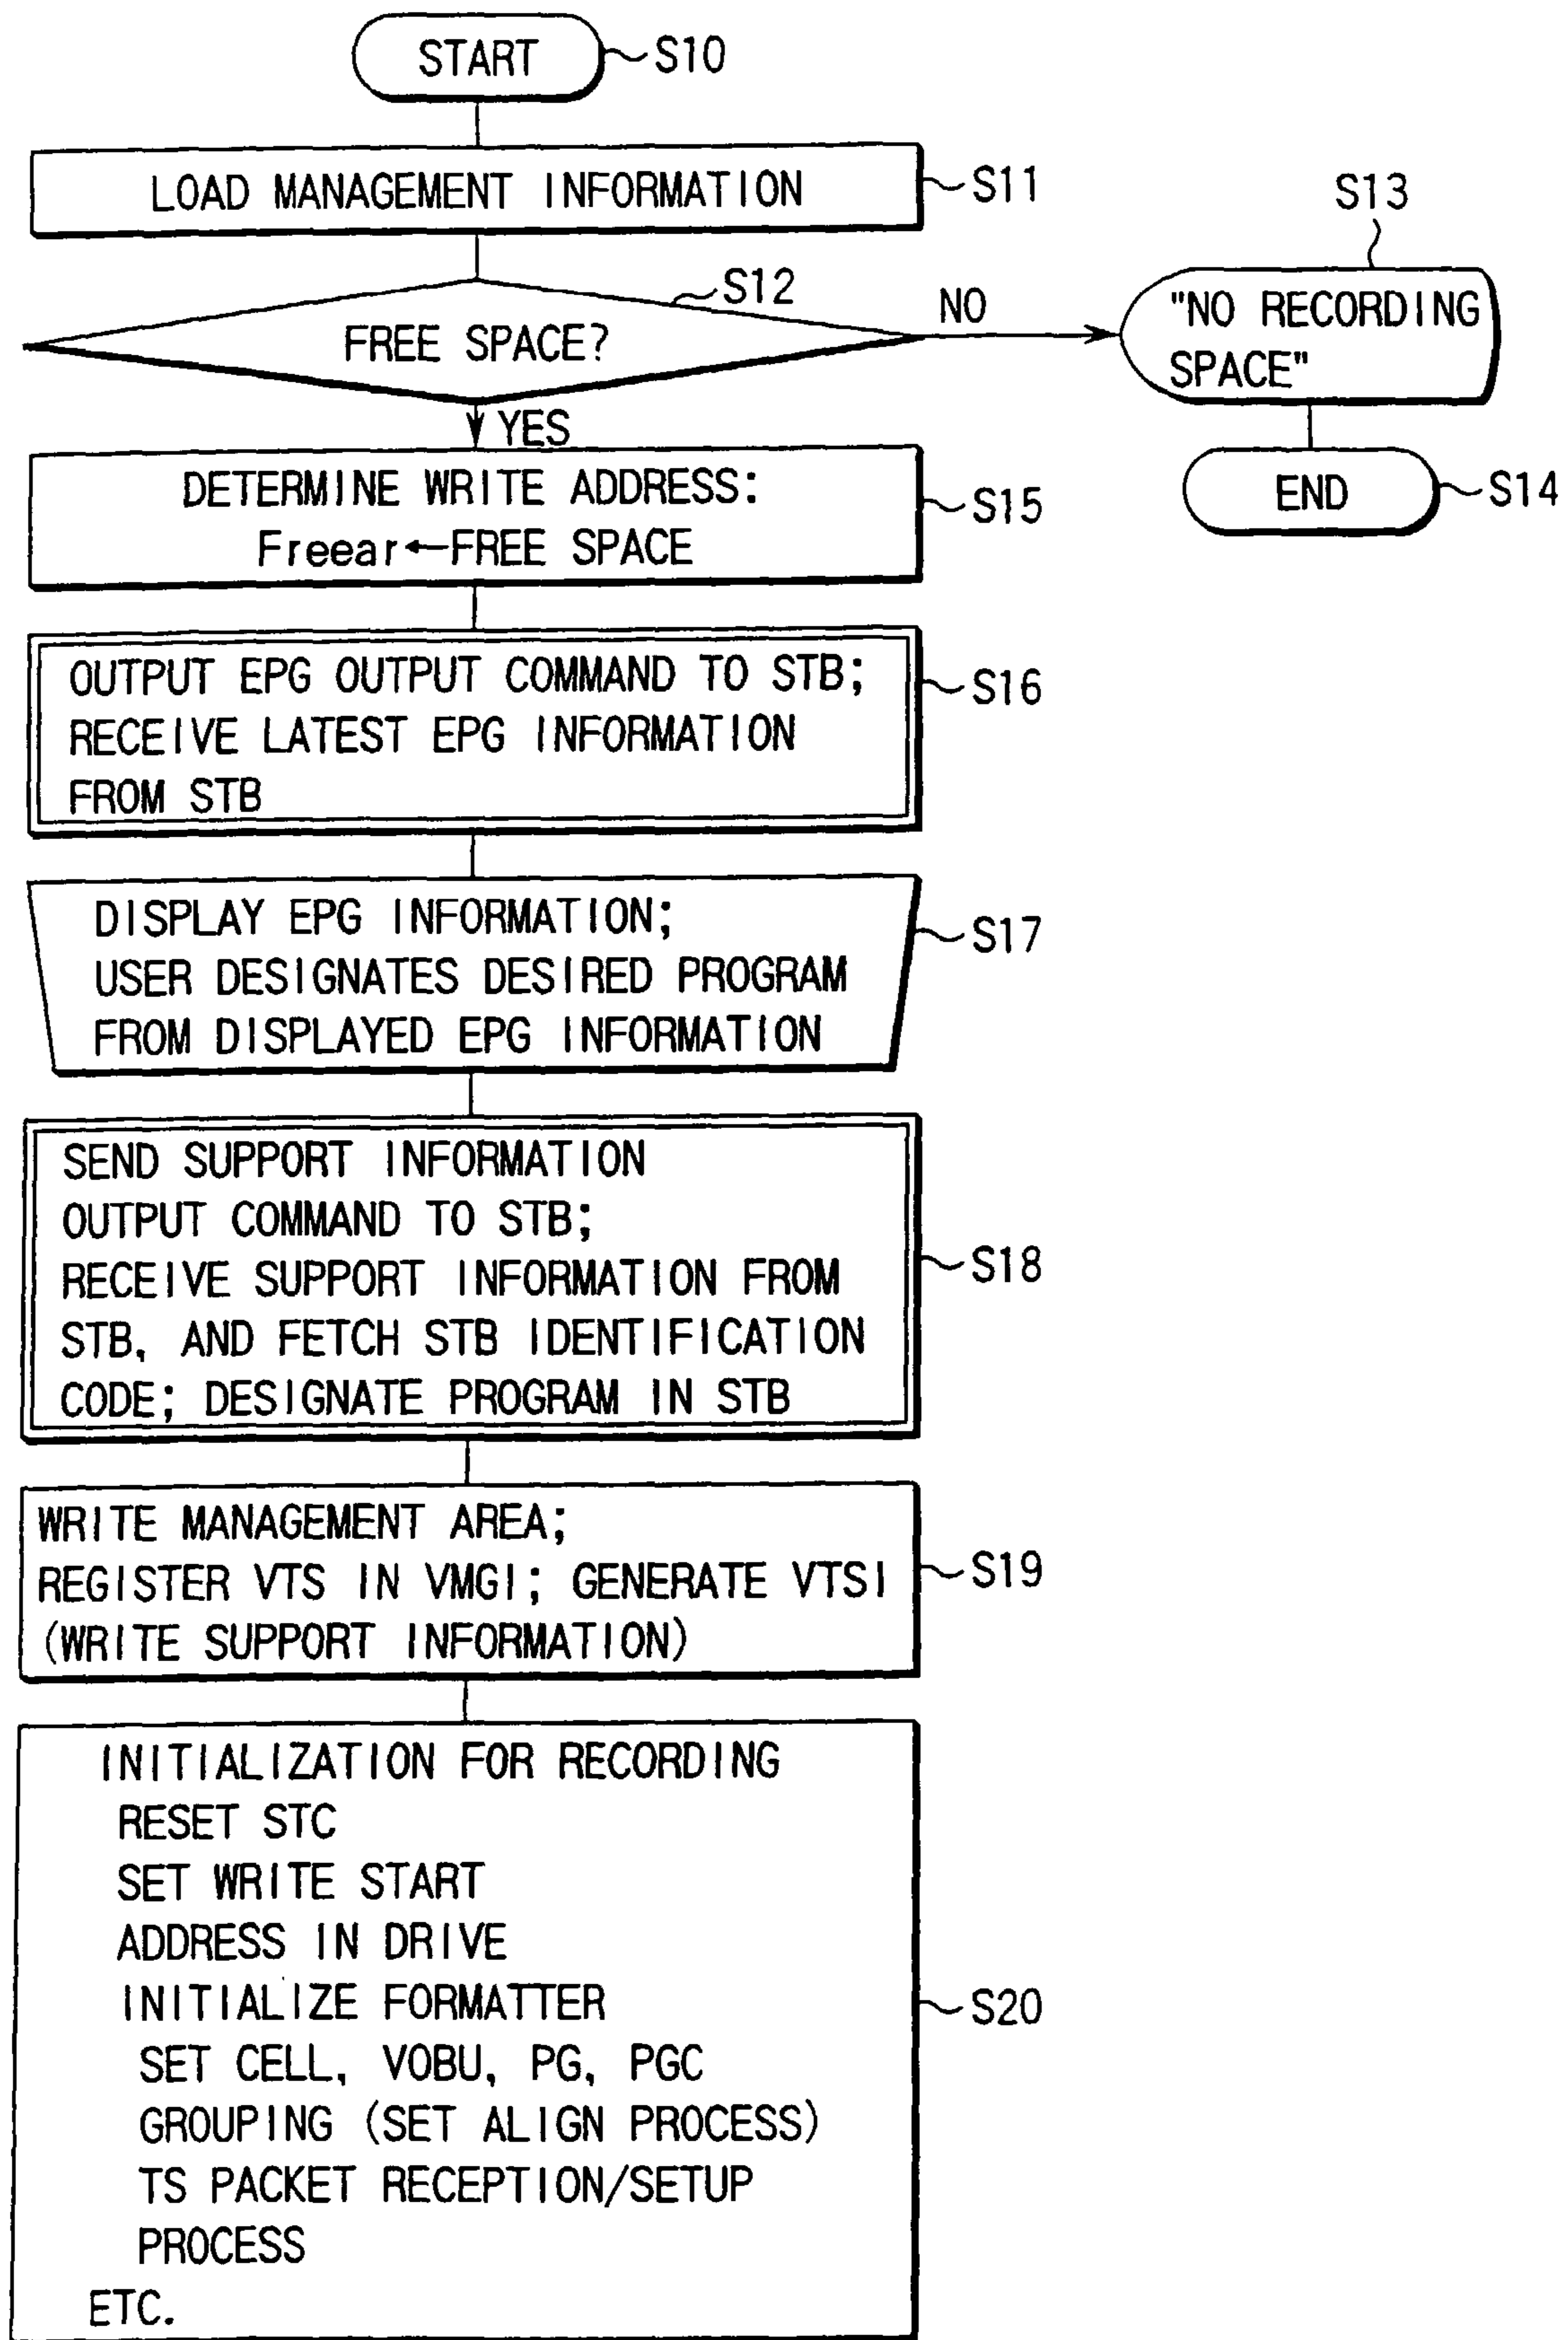 START
S10
LOAD MANAGEMENT INFORMATION
S11
FREE SPACE?
S12
NO
S13
"NO RECORDING
SPACE"
END
S14
YES
DETERMINE WRITE ADDRESS:
Freear←FREE SPACE
S15
OUTPUT EPG OUTPUT COMMAND TO STB;
RECEIVE LATEST EPG INFORMATION
FROM STB
S16
DISPLAY EPG INFORMATION;
USER DESIGNATES DESIRED PROGRAM
FROM DISPLAYED EPG INFORMATION
S17
SEND SUPPORT INFORMATION
OUTPUT COMMAND TO STB;
RECEIVE SUPPORT INFORMATION FROM
STB, AND FETCH STB IDENTIFICATION
CODE; DESIGNATE PROGRAM IN STB
S18
WRITE MANAGEMENT AREA;
REGISTER VTS IN VMGI; GENERATE VTSI
(WRITE SUPPORT INFORMATION)
S19
INITIALIZATION FOR RECORDING
RESET STC
SET WRITE START
ADDRESS IN DRIVE
INITIALIZE FORMATTER
SET CELL, VOBU, PG, PGC
GROUPING (SET ALIGN PROCESS)
TS PACKET RECEPTION/SETUP
PROCESS
ETC.
S20